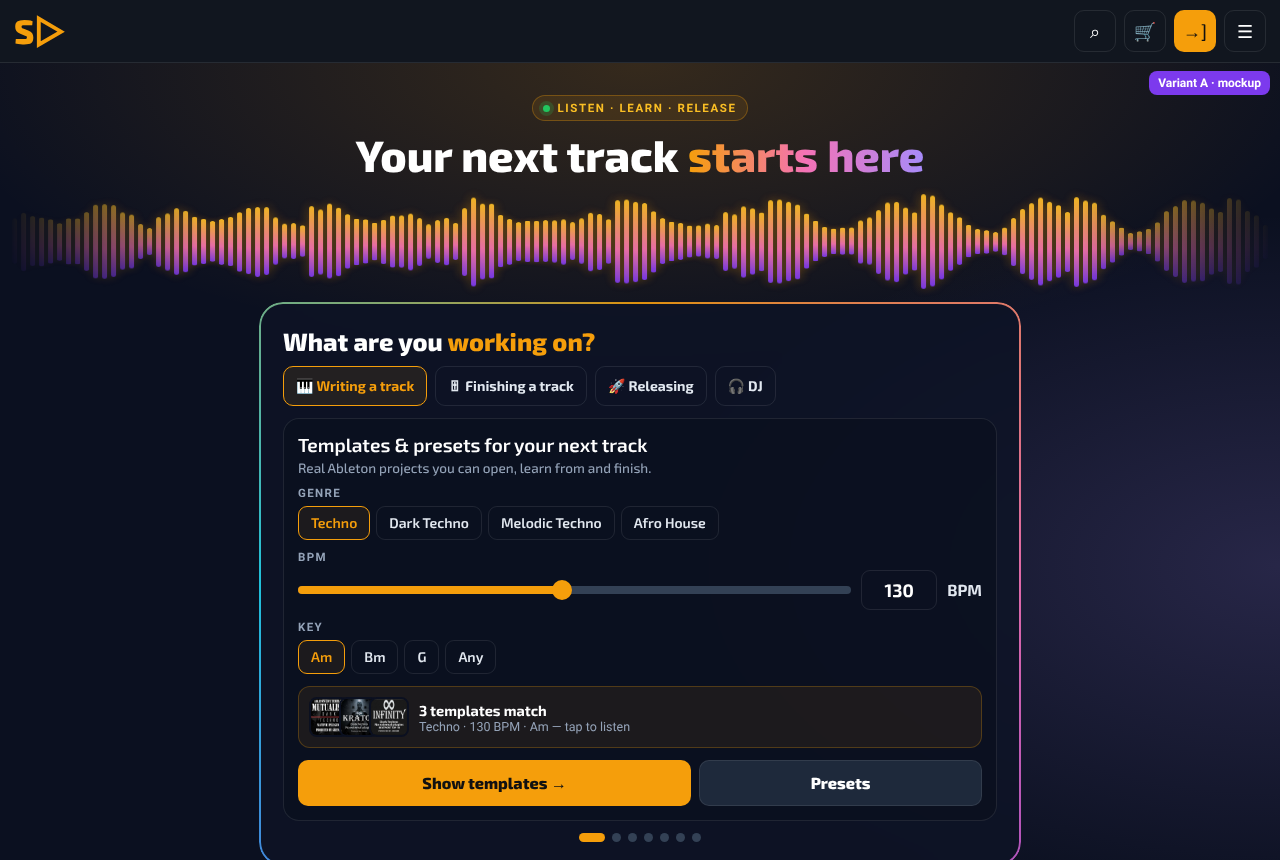 S
Variant A · mockup
LISTEN · LEARN · RELEASE
Your next track starts here
What are you working on?
Writing a track
Finishing a track
Releasing
DJ
Templates & presets for your next track
Real Ableton projects you can open, learn from and finish.
GENRE
Techno
Dark Techno
Melodic Techno
Afro House
BPM
130 BPM
KEY
Am
Bm
G
Any
INFINITY
3 templates match
Techno · 130 BPM · Am — tap to listen
Show templates →
Presets